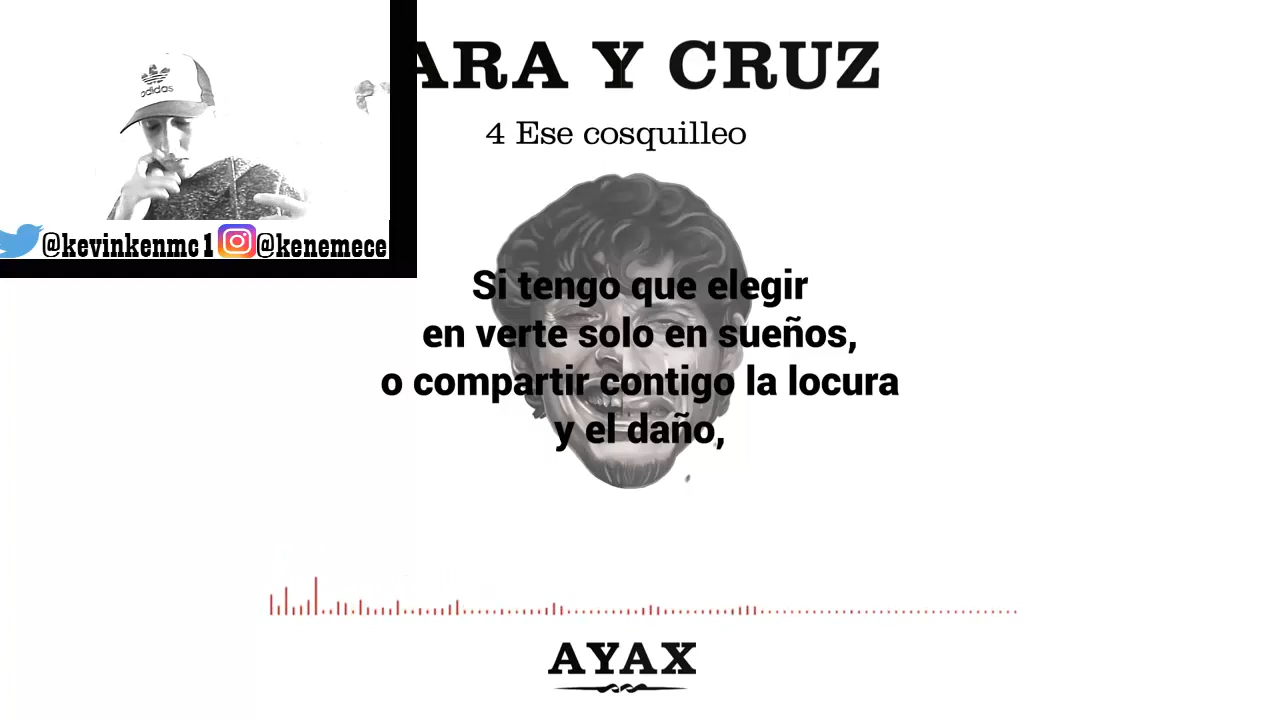 ARA Y CRUZ
4 Ese cosquilleo
adidas
@kevinkenmc1 @kenemece
Si tengo que elegir
en verte solo en sueños,
o compartir contigo la locura
y el daño,
AYAX